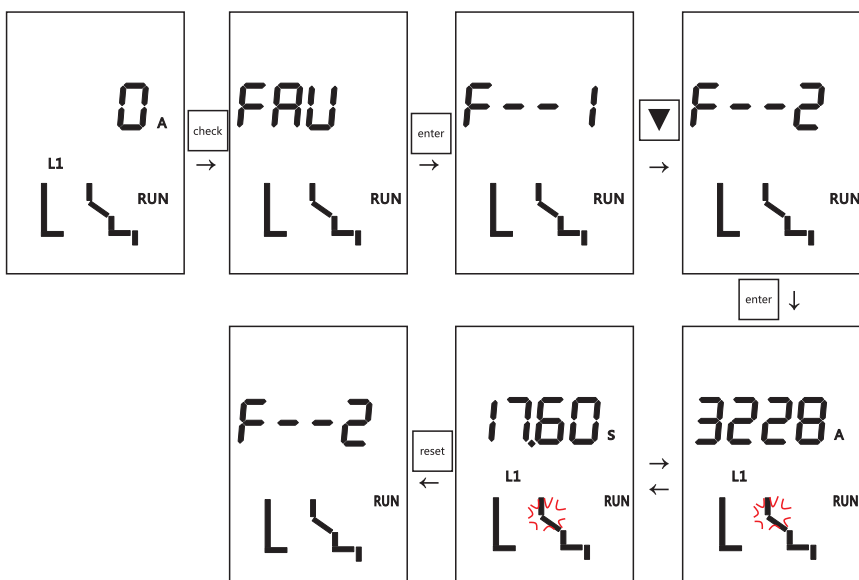 0 A
L1
RUN
check
→
FAU
RUN
enter
→
F--1
RUN
▼
→
F--2
RUN
enter
↓
3228 A
L1
RUN
→
←
17.60 s
L1
RUN
reset
←
F--2
RUN